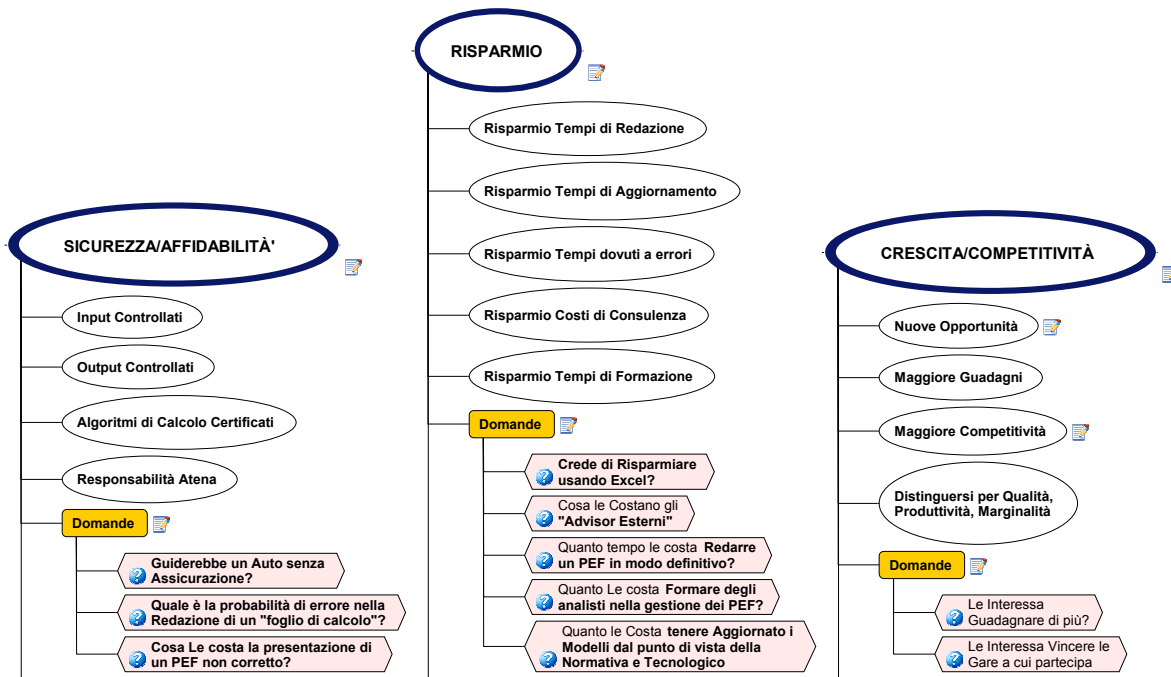 RISPARMIO
Risparmio Tempi di Redazione
Risparmio Tempi di Aggiornamento
Risparmio Tempi dovuti a errori
Risparmio Costi di Consulenza
Risparmio Tempi di Formazione
Domande
Crede di Risparmiare
usando Excel?
Cosa le Costano gli
"Advisor Esterni"
Quanto tempo le costa Redarre
un PEF in modo definitivo?
Quanto Le costa Formare degli
analisti nella gestione dei PEF?
Quanto le Costa tenere Aggiornato i
Modelli dal punto di vista della
Normativa e Tecnologico
SICUREZZA/AFFIDABILITÀ'
Input Controllati
Output Controllati
Algoritmi di Calcolo Certificati
Responsabilità Atena
Domande
Guiderebbe un Auto senza
Assicurazione?
Quale è la probabilità di errore nella
Redazione di un "foglio di calcolo"?
Cosa Le costa la presentazione di
un PEF non corretto?
CRESCITA/COMPETITIVITÀ
Nuove Opportunità
Maggiore Guadagni
Maggiore Competitività
Distinguersi per Qualità,
Produttività, Marginalità
Domande
Le Interessa
Guadagnare di più?
Le Interessa Vincere le
Gare a cui partecipa